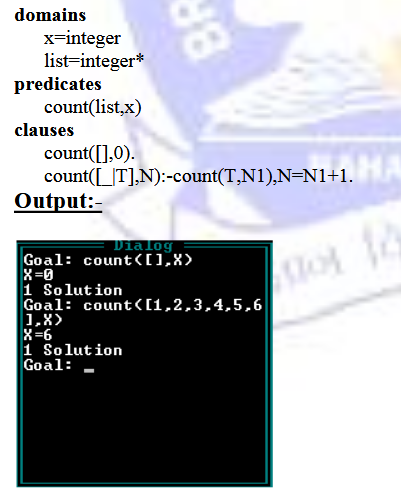 domains
x=integer
list=integer*
predicates
count(list,x)
clauses
count([],0).
count([_|T],N):-count(T,N1),N=N1+1.
Output:-
Dialog
Goal: count([],X)
X=0
1 Solution
Goal: count([1,2,3,4,5,6
],X)
X=6
1 Solution
Goal: _